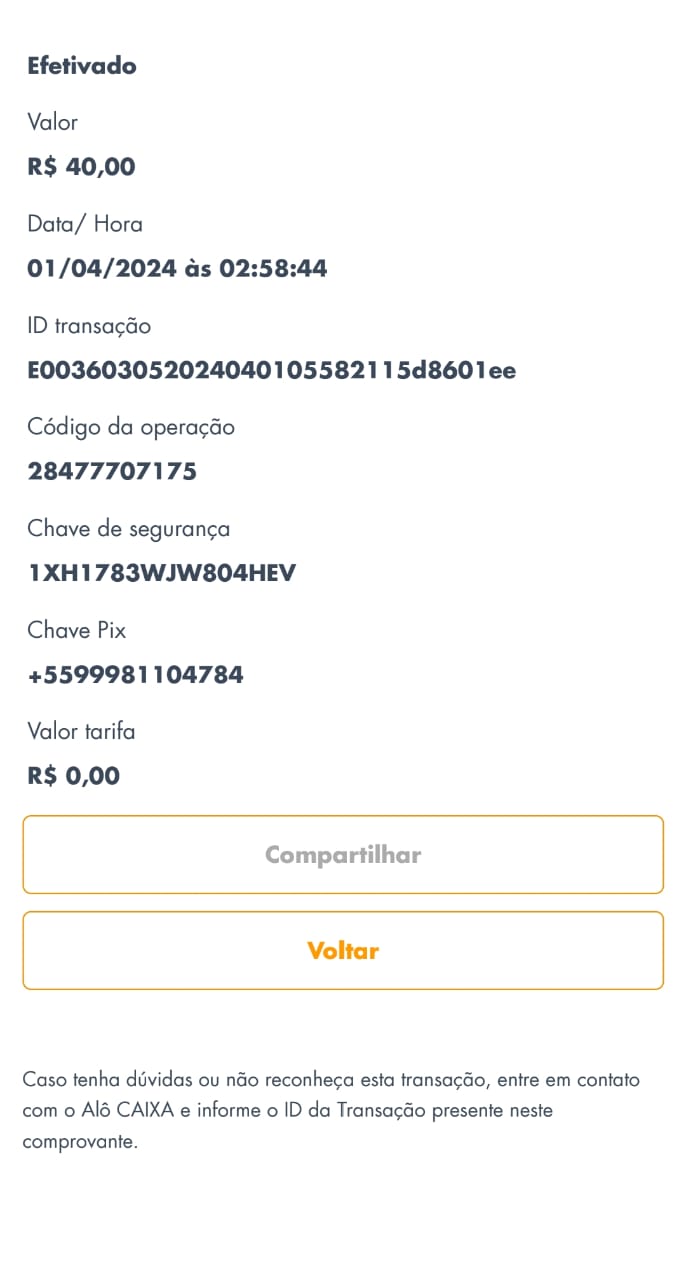 Efetivado
Valor
R$ 40,00
Data/ Hora
01/04/2024 às 02:58:44
ID transação
E003603052024040105582115d8601ee
Código da operação
28477707175
Chave de segurança
1XH1783WJW804HEV
Chave Pix
+5599981104784
Valor tarifa
R$ 0,00
Compartilhar
Voltar
Caso tenha dúvidas ou não reconheça esta transação, entre em contato
com o Alô CAIXA e informe o ID da Transação presente neste
comprovante.